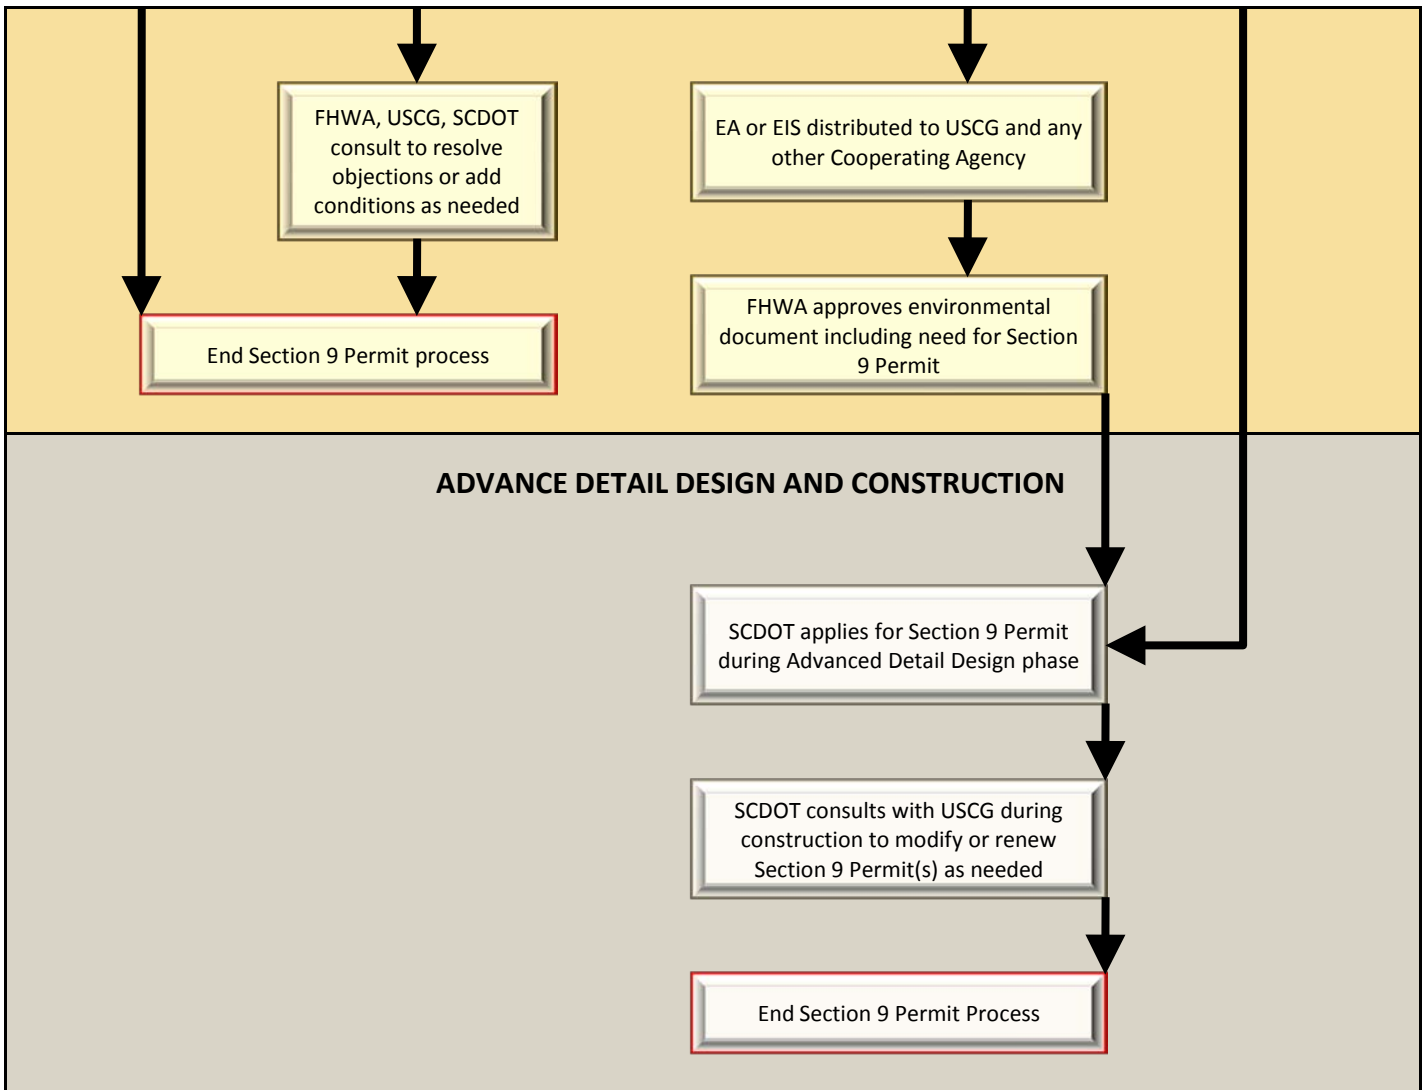 FHWA, USCG, SCDOT
consult to resolve
objections or add
conditions as needed
EA or EIS distributed to USCG and any
other Cooperating Agency
End Section 9 Permit process
FHWA approves environmental
document including need for Section
9 Permit
ADVANCE DETAIL DESIGN AND CONSTRUCTION
SCDOT applies for Section 9 Permit
during Advanced Detail Design phase
SCDOT consults with USCG during
construction to modify or renew
Section 9 Permit(s) as needed
End Section 9 Permit Process